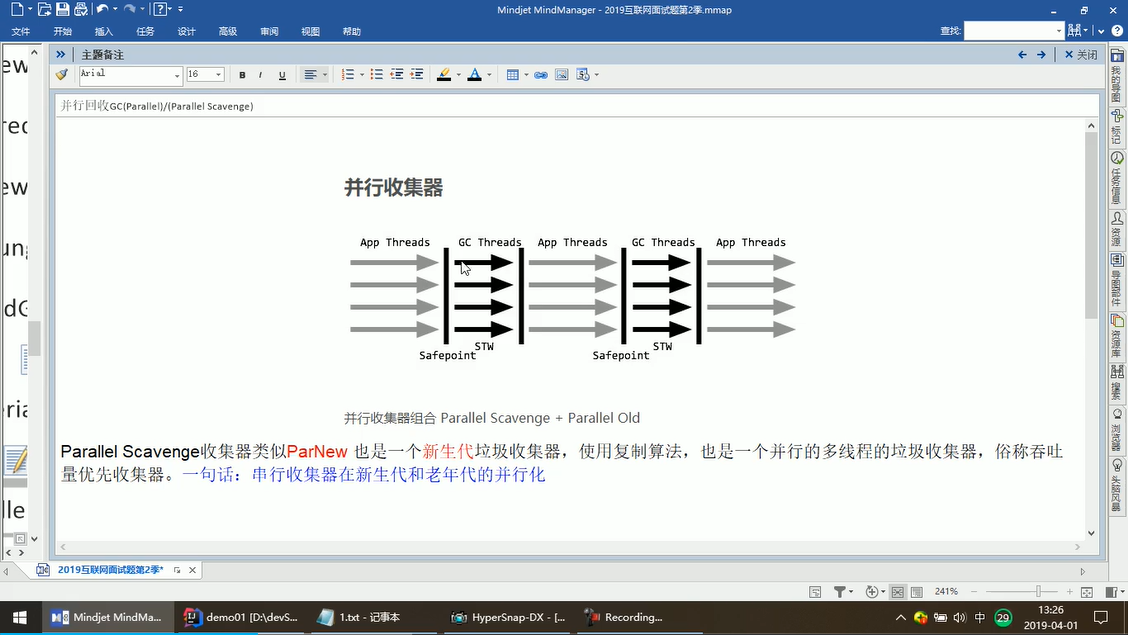 Mindjet MindManager - 2019互联网面试题第2季.mmap
文件 开始 插入 任务 设计 高级 审阅 视图 帮助 查找:
主题备注 关闭
Arial 16 B I U A
并行回收GC(Parallel)/(Parallel Scavenge)
并行收集器
App Threads GC Threads App Threads GC Threads App Threads
STW STW
Safepoint Safepoint
并行收集器组合 Parallel Scavenge + Parallel Old
Parallel Scavenge收集器类似ParNew 也是一个新生代垃圾收集器，使用复制算法，也是一个并行的多线程的垃圾收集器，俗称吞吐
量优先收集器。一句话：串行收集器在新生代和老年代的并行化
我的导图
标记
任务信息
资源
导图部件
资源库
搜索
浏览器
头脑风暴
2019互联网面试题第2季*
241%
Mindjet MindMa... demo01 [D:\devS... 1.txt - 记事本 HyperSnap-DX - [... Recording... 中 29 13:26
2019-04-01